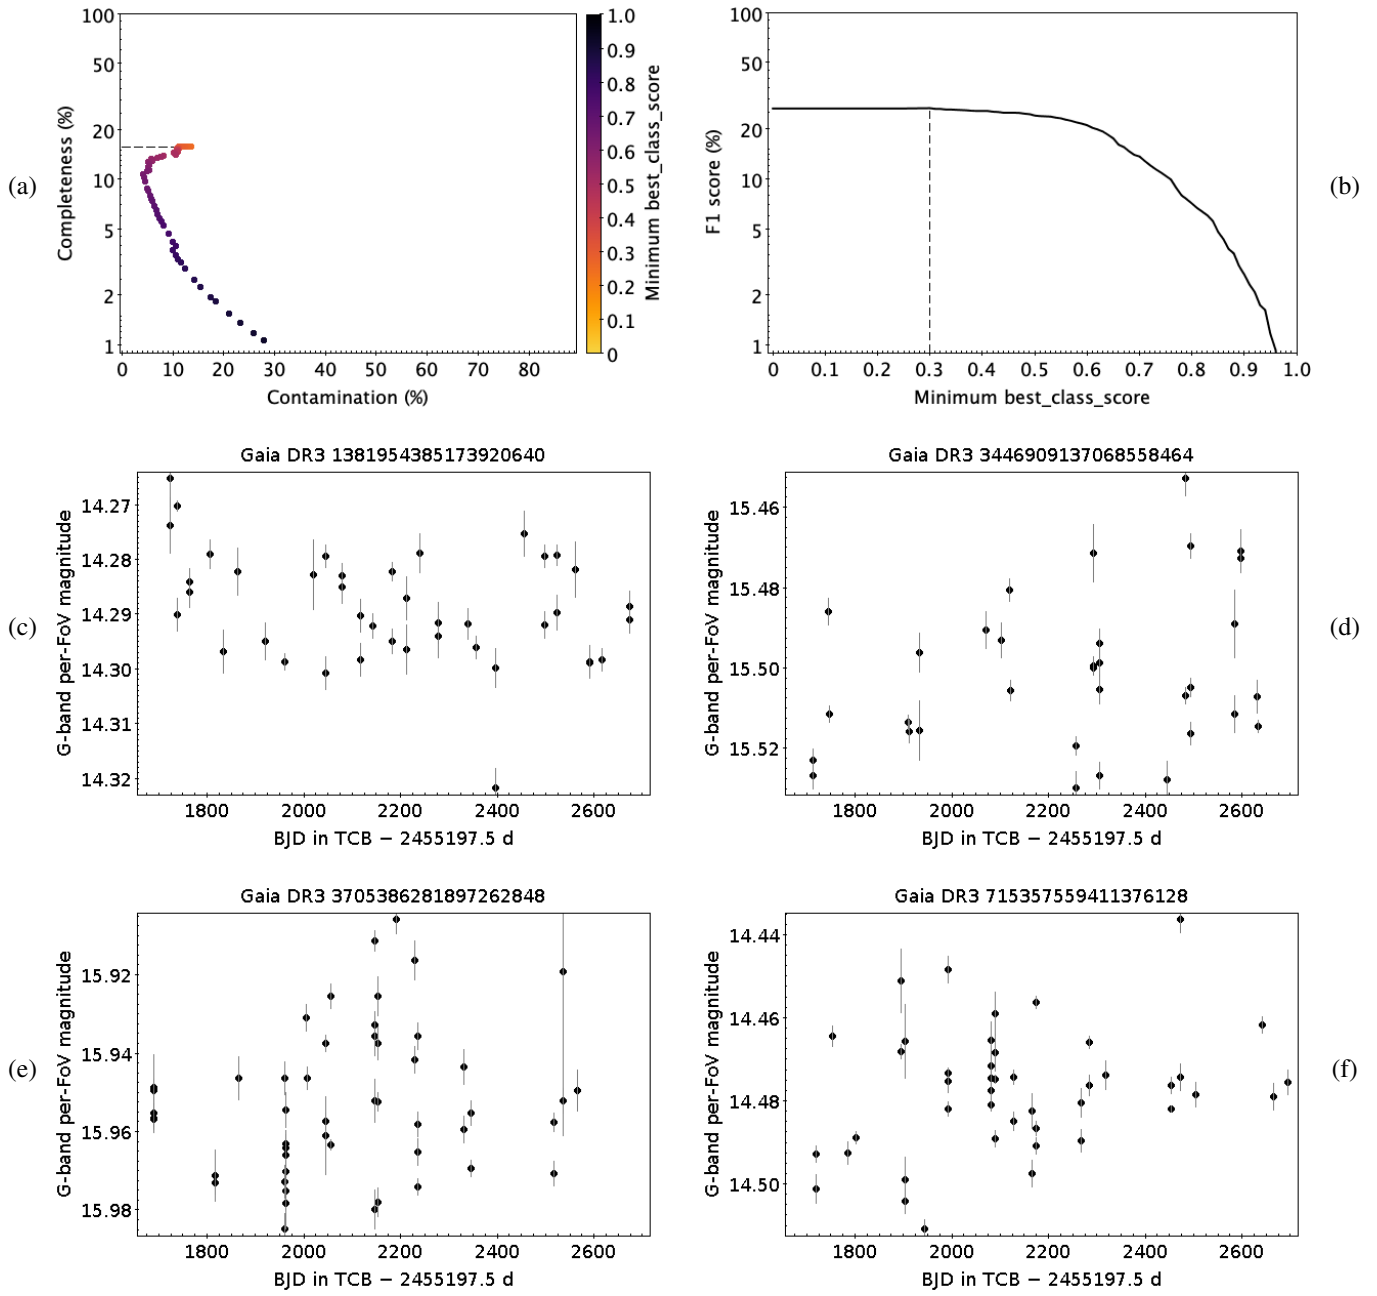 (a)
Completeness (%)
100
50
20
10
5
2
1
0 10 20 30 40 50 60 70 80
Contamination (%)
1.0
0.9
0.8
0.7
0.6
0.5
0.4
0.3
0.2
0.1
0
Minimum best_class_score
(b)
F1 score (%)
100
50
20
10
5
2
1
0 0.1 0.2 0.3 0.4 0.5 0.6 0.7 0.8 0.9 1.0
Minimum best_class_score
(c)
Gaia DR3 1381954385173920640
G-band per-FoV magnitude
14.27
14.28
14.29
14.30
14.31
14.32
1800 2000 2200 2400 2600
BJD in TCB − 2455197.5 d
(d)
Gaia DR3 3446909137068558464
G-band per-FoV magnitude
15.46
15.48
15.50
15.52
1800 2000 2200 2400 2600
BJD in TCB − 2455197.5 d
(e)
Gaia DR3 3705386281897262848
G-band per-FoV magnitude
15.92
15.94
15.96
15.98
1800 2000 2200 2400 2600
BJD in TCB − 2455197.5 d
(f)
Gaia DR3 715357559411376128
G-band per-FoV magnitude
14.44
14.46
14.48
14.50
1800 2000 2200 2400 2600
BJD in TCB − 2455197.5 d